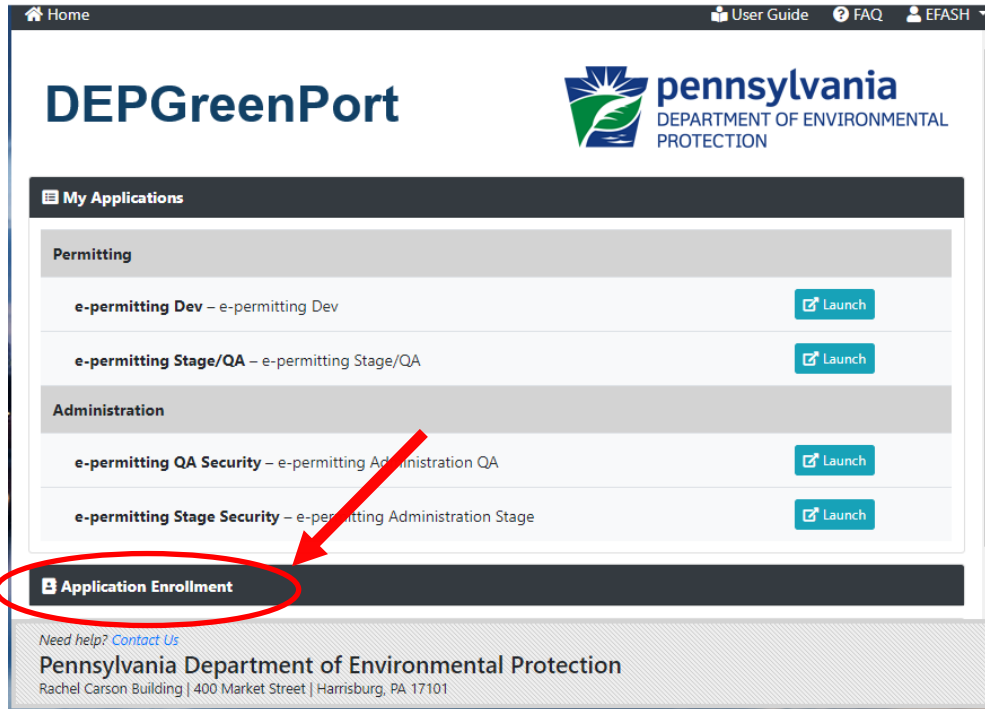 Home User Guide FAQ EFASH
DEPGreenPort
pennsylvania
DEPARTMENT OF ENVIRONMENTAL
PROTECTION
My Applications
Permitting
e-permitting Dev – e-permitting Dev Launch
e-permitting Stage/QA – e-permitting Stage/QA Launch
Administration
e-permitting QA Security – e-permitting Administration QA Launch
e-permitting Stage Security – e-permitting Administration Stage Launch
Application Enrollment
Need help? Contact Us
Pennsylvania Department of Environmental Protection
Rachel Carson Building | 400 Market Street | Harrisburg, PA 17101